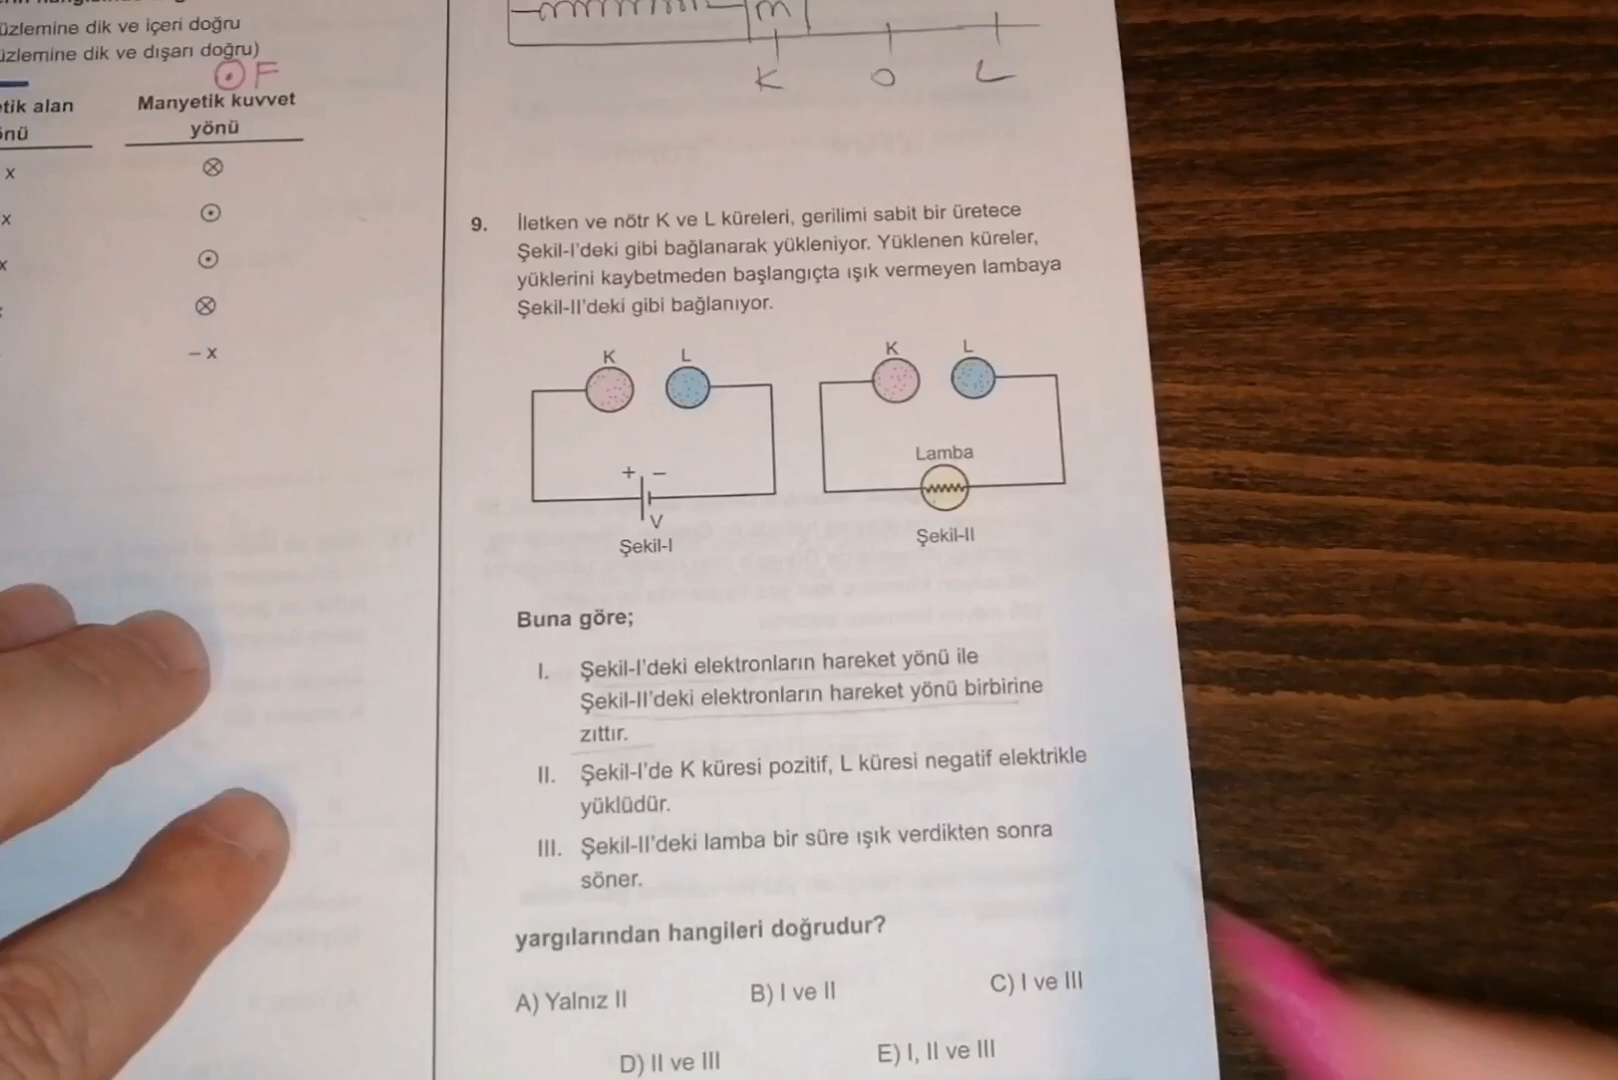 üzlemine dik ve içeri doğru
üzlemine dik ve dışarı doğru)
F
tik alan
Manyetik kuvvet
yönü
x
x
x
– x
m
K
O
L
9. İletken ve nötr K ve L küreleri, gerilimi sabit bir üretece
Şekil-I'deki gibi bağlanarak yükleniyor. Yüklenen küreler,
yüklerini kaybetmeden başlangıçta ışık vermeyen lambaya
Şekil-II'deki gibi bağlanıyor.
K L
K L
Lamba
+ –
V
Şekil-I
Şekil-II
Buna göre;
I. Şekil-I'deki elektronların hareket yönü ile
Şekil-II'deki elektronların hareket yönü birbirine
zıttır.
II. Şekil-I'de K küresi pozitif, L küresi negatif elektrikle
yüklüdür.
III. Şekil-II'deki lamba bir süre ışık verdikten sonra
söner.
yargılarından hangileri doğrudur?
A) Yalnız II
B) I ve II
C) I ve III
D) II ve III
E) I, II ve III